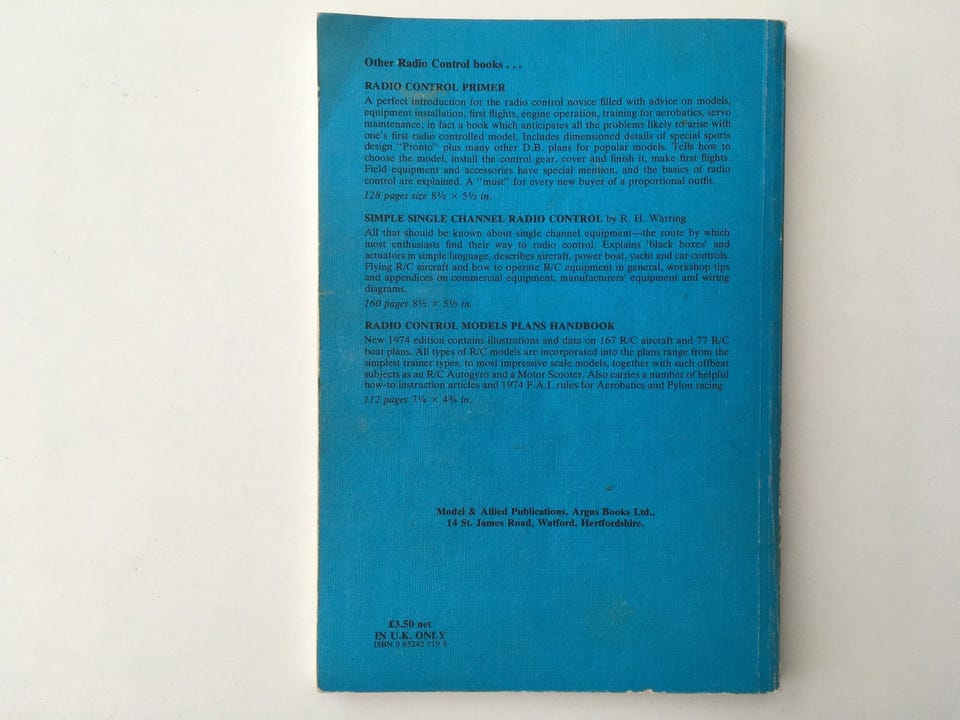 Other Radio Control books . . .
RADIO CONTROL PRIMER
A perfect introduction for the radio control novice filled with advice on models,
equipment installation, first flights, engine operation, training for aerobatics, servo
maintenance; in fact a book which anticipates all the problems likely to arise with
one's first radio controlled model. Includes dimensioned details of special sports
design "Pronto" plus many other D.B. plans for popular models. Tells how to
choose the model, install the control gear, cover and finish it, make first flights.
Field equipment and accessories have special mention, and the basics of radio
control are explained. A "must" for every new buyer of a proportional outfit.
128 pages size 8½ × 5½ in.
SIMPLE SINGLE CHANNEL RADIO CONTROL by R. H. Warring
All that should be known about single channel equipment—the route by which
most enthusiasts find their way to radio control. Explains 'black boxes' and
actuators in simple language, describes aircraft, power boat, yacht and car controls.
Flying R/C aircraft and how to operate R/C equipment in general, workshop tips
and appendices on commercial equipment, manufacturers' equipment and wiring
diagrams.
160 pages 8½ × 5½ in.
RADIO CONTROL MODELS PLANS HANDBOOK
New 1974 edition contains illustrations and data on 167 R/C aircraft and 77 R/C
boat plans. All types of R/C models are incorporated into the plans range from the
simplest trainer types, to most impressive scale models, together with such offbeat
subjects as an R/C Autogyro and a Motor Scooter. Also carries a number of helpful
how-to instruction articles and 1974 F.A.I. rules for Aerobatics and Pylon racing.
112 pages 7¼ × 4¾ in.
Model & Allied Publications, Argus Books Ltd.,
14 St. James Road, Watford, Hertfordshire.
£3.50 net
IN U.K. ONLY
ISBN 0 85242 319 8